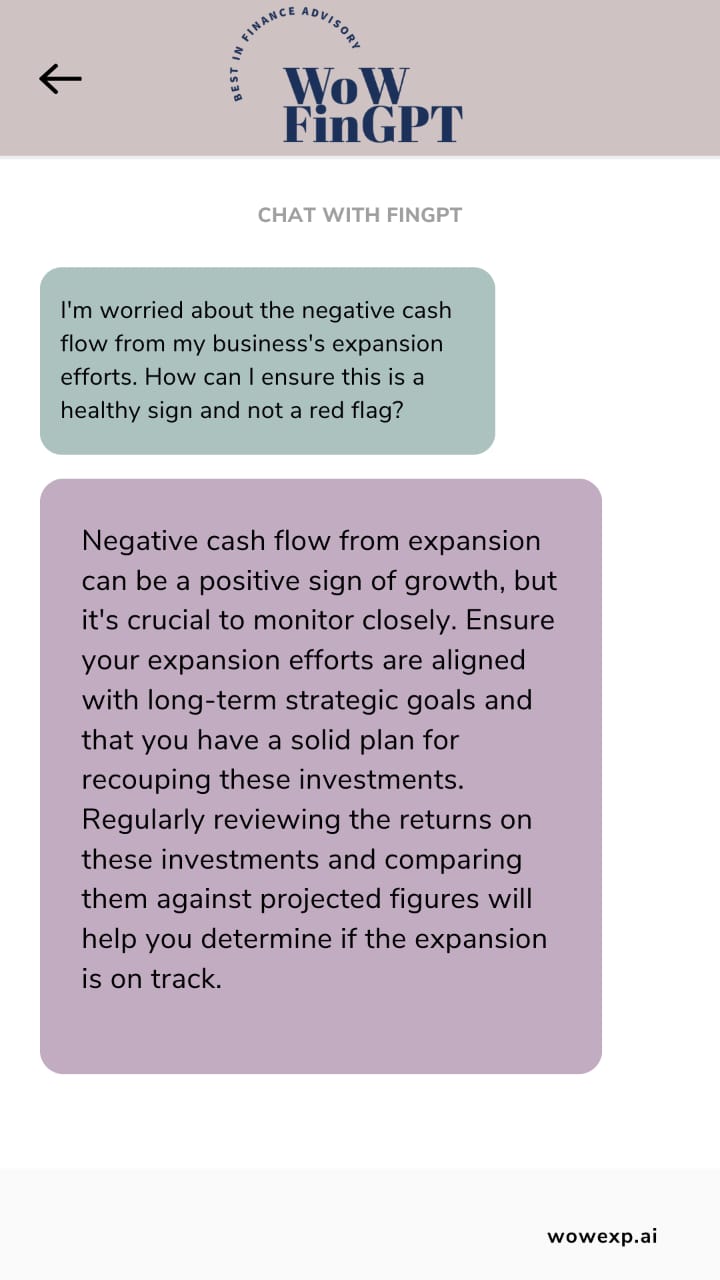 BEST IN FINANCE ADVISORY
WoW
FinGPT
CHAT WITH FINGPT
I'm worried about the negative cash
flow from my business's expansion
efforts. How can I ensure this is a
healthy sign and not a red flag?
Negative cash flow from expansion
can be a positive sign of growth, but
it's crucial to monitor closely. Ensure
your expansion efforts are aligned
with long-term strategic goals and
that you have a solid plan for
recouping these investments.
Regularly reviewing the returns on
these investments and comparing
them against projected figures will
help you determine if the expansion
is on track.
wowexp.ai